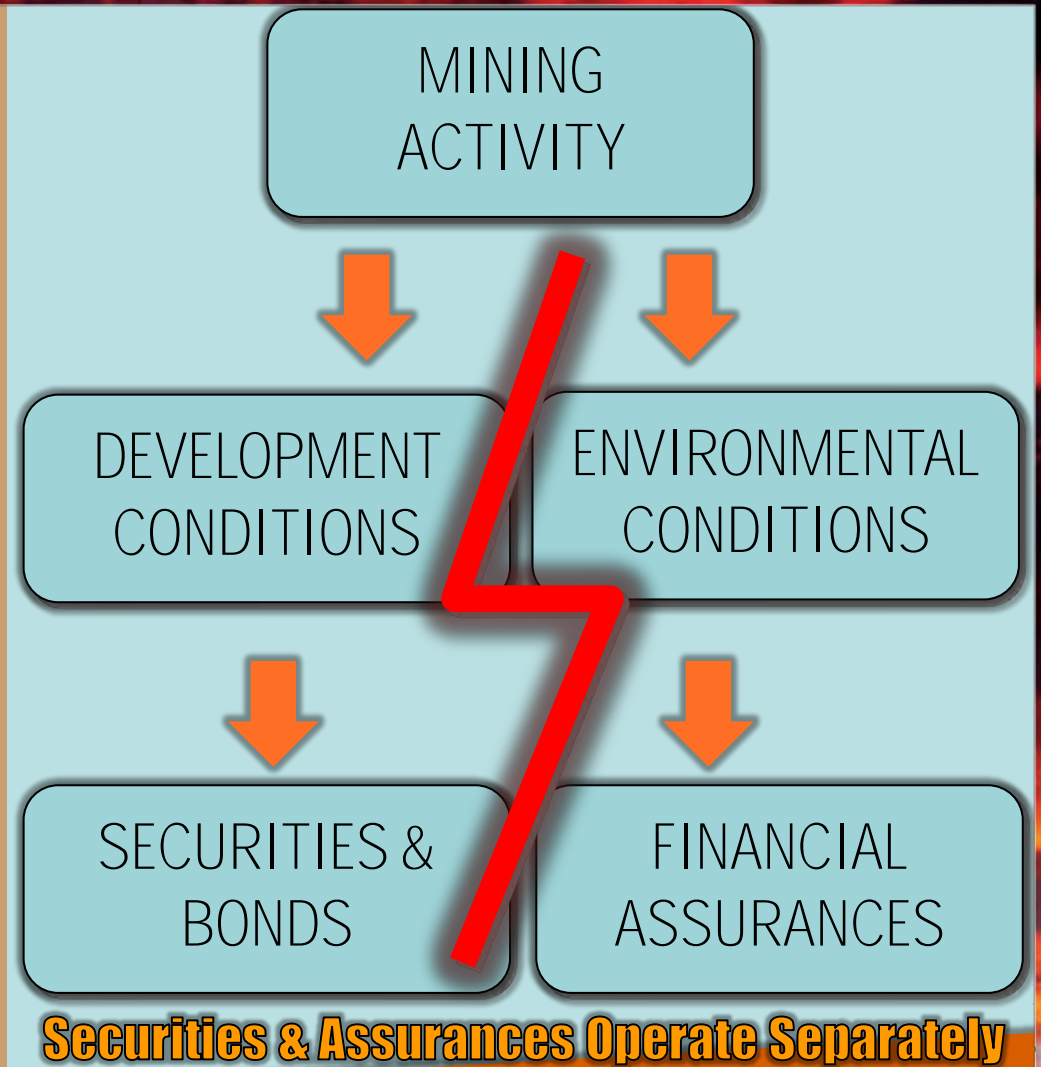 MINING
ACTIVITY
DEVELOPMENT
CONDITIONS
ENVIRONMENTAL
CONDITIONS
SECURITIES &
BONDS
FINANCIAL
ASSURANCES
Securities & Assurances Operate Separately